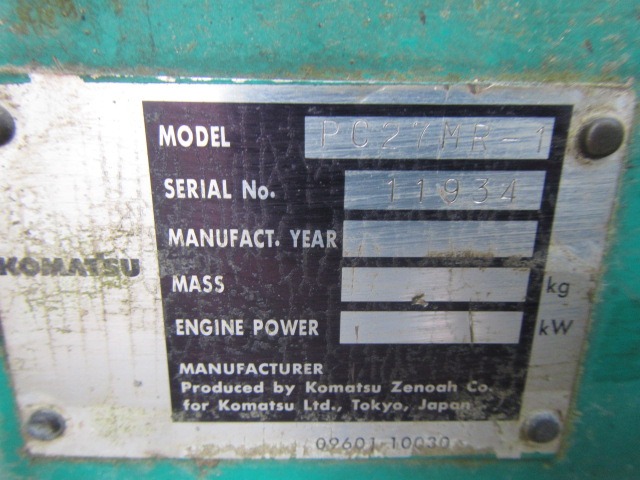 MODEL PC27MR-1
SERIAL No. 11934
MANUFACT. YEAR
KOMATSU
MASS kg
ENGINE POWER kW
MANUFACTURER
Produced by Komatsu Zenoah Co.
for Komatsu Ltd., Tokyo, Japan
09601-10030